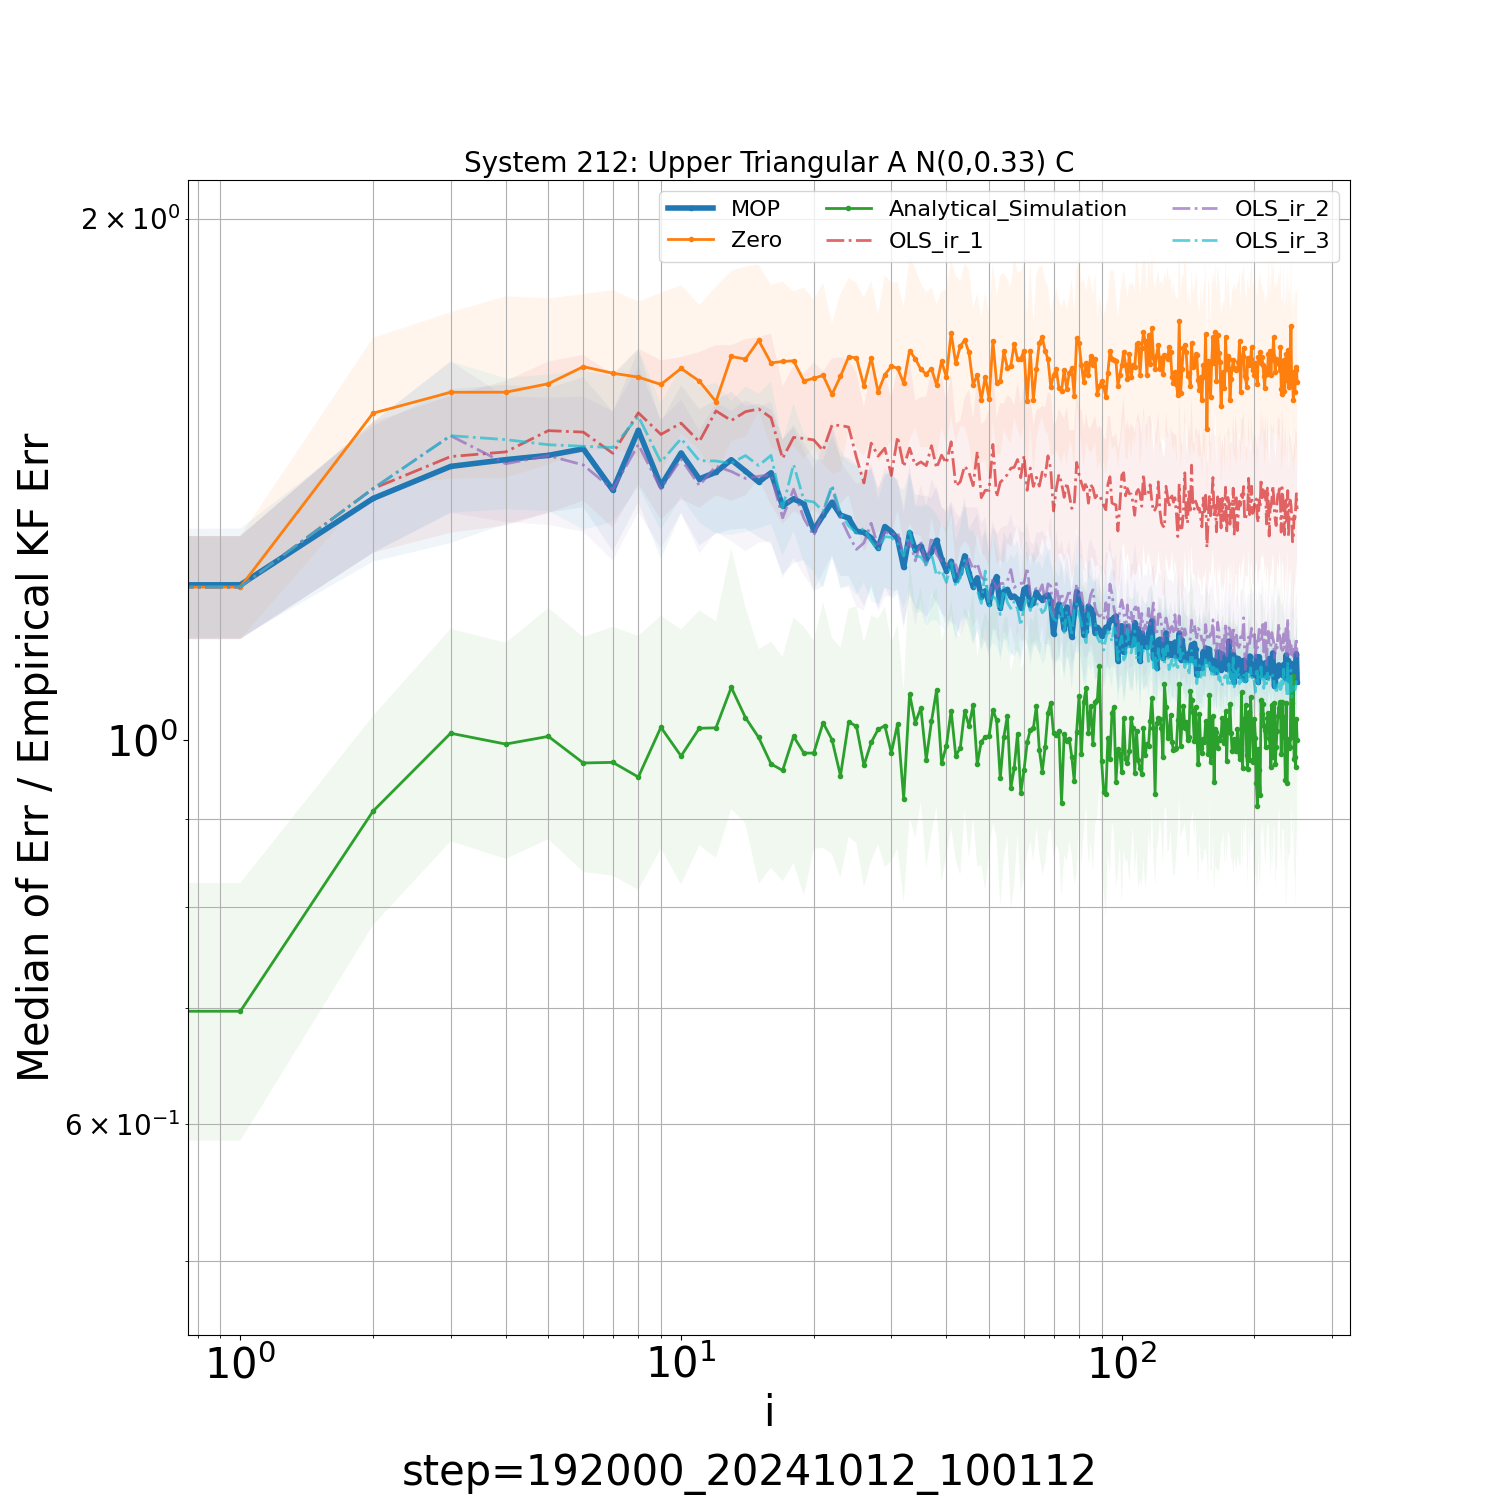 System 212: Upper Triangular A N(0,0.33) C
MOP
Zero
Analytical_Simulation
OLS_ir_1
OLS_ir_2
OLS_ir_3
Median of Err / Empirical KF Err
2 × 10⁰
10⁰
6 × 10⁻¹
10⁰ 10¹ 10²
i
step=192000_20241012_100112